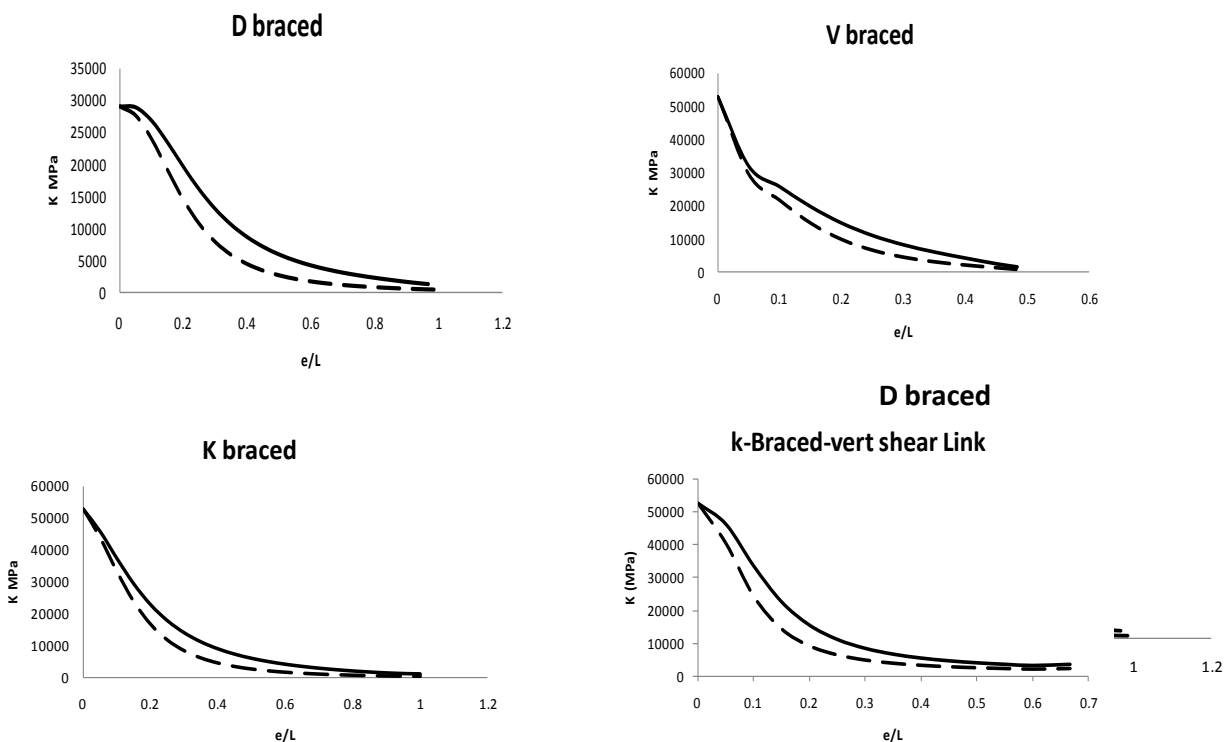 D braced
35000
30000
25000
20000
15000
10000
5000
0
K MPa
0 0.2 0.4 0.6 0.8 1 1.2
e/L
V braced
60000
50000
40000
30000
20000
10000
0
K MPa
0 0.1 0.2 0.3 0.4 0.5 0.6
e/L
K braced
60000
50000
40000
30000
20000
10000
0
K MPa
0 0.2 0.4 0.6 0.8 1 1.2
e/L
D braced
k-Braced-vert shear Link
60000
50000
40000
30000
20000
10000
0
K (MPa)
0 0.1 0.2 0.3 0.4 0.5 0.6 0.7
e/L
1 1.2